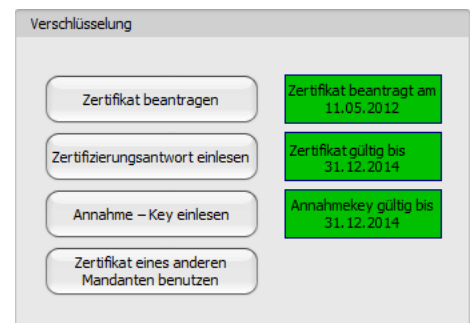 Verschlüsselung
Zertifikat beantragen
Zertifikat beantragt am
11.05.2012
Zertifizierungsantwort einlesen
Zertifikat gültig bis
31.12.2014
Annahme – Key einlesen
Annahmekey gültig bis
31.12.2014
Zertifikat eines anderen
Mandanten benutzen